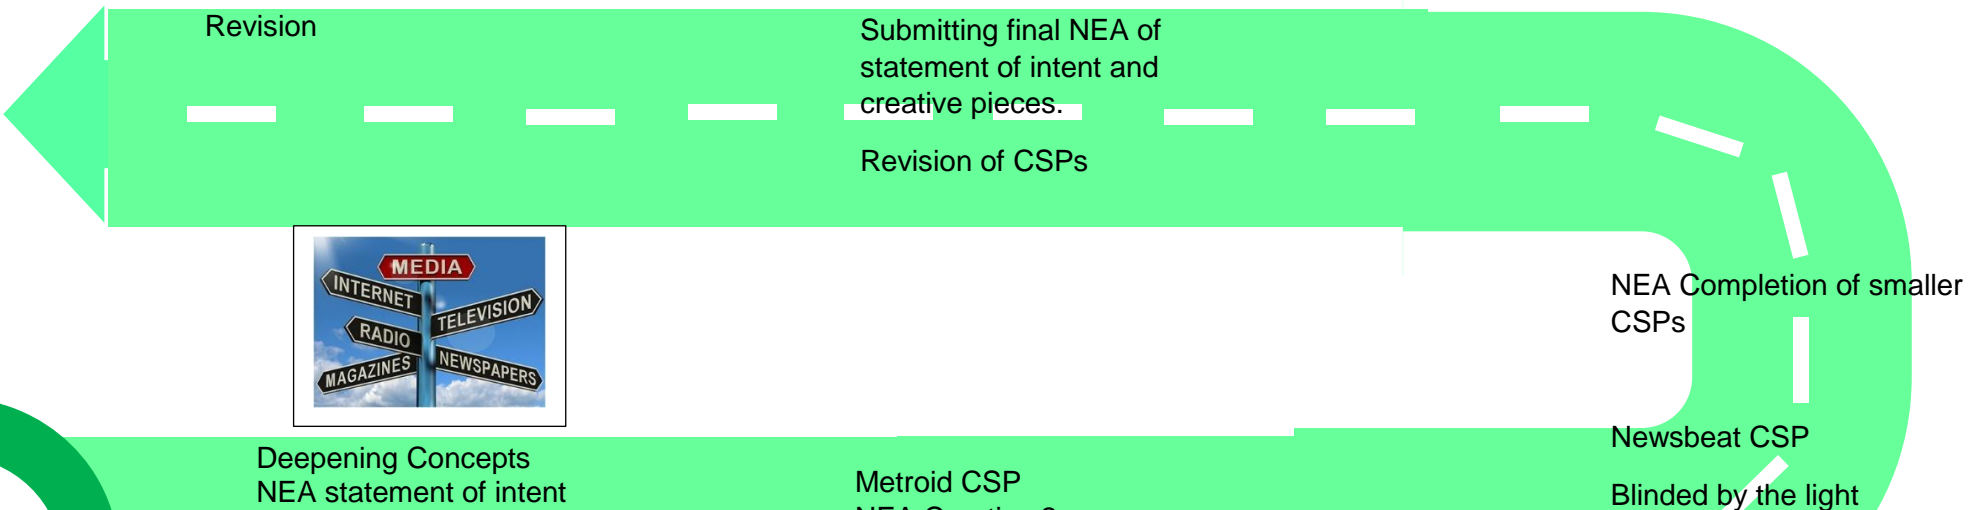 Revision
Submitting final NEA of
statement of intent and
creative pieces.
Revision of CSPs
MEDIA
INTERNET
TELEVISION
RADIO
MAGAZINES
NEWSPAPERS
NEA Completion of smaller
CSPs
Newsbeat CSP
Blinded by the light
Deepening Concepts
NEA statement of intent
Metroid CSP